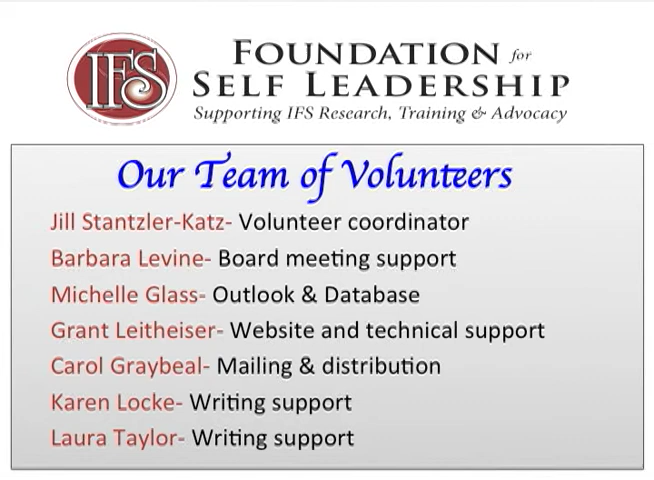 IFS
FOUNDATION for
SELF LEADERSHIP
Supporting IFS Research, Training & Advocacy
Our Team of Volunteers
Jill Stantzler-Katz- Volunteer coordinator
Barbara Levine- Board meeting support
Michelle Glass- Outlook & Database
Grant Leitheiser- Website and technical support
Carol Graybeal- Mailing & distribution
Karen Locke- Writing support
Laura Taylor- Writing support